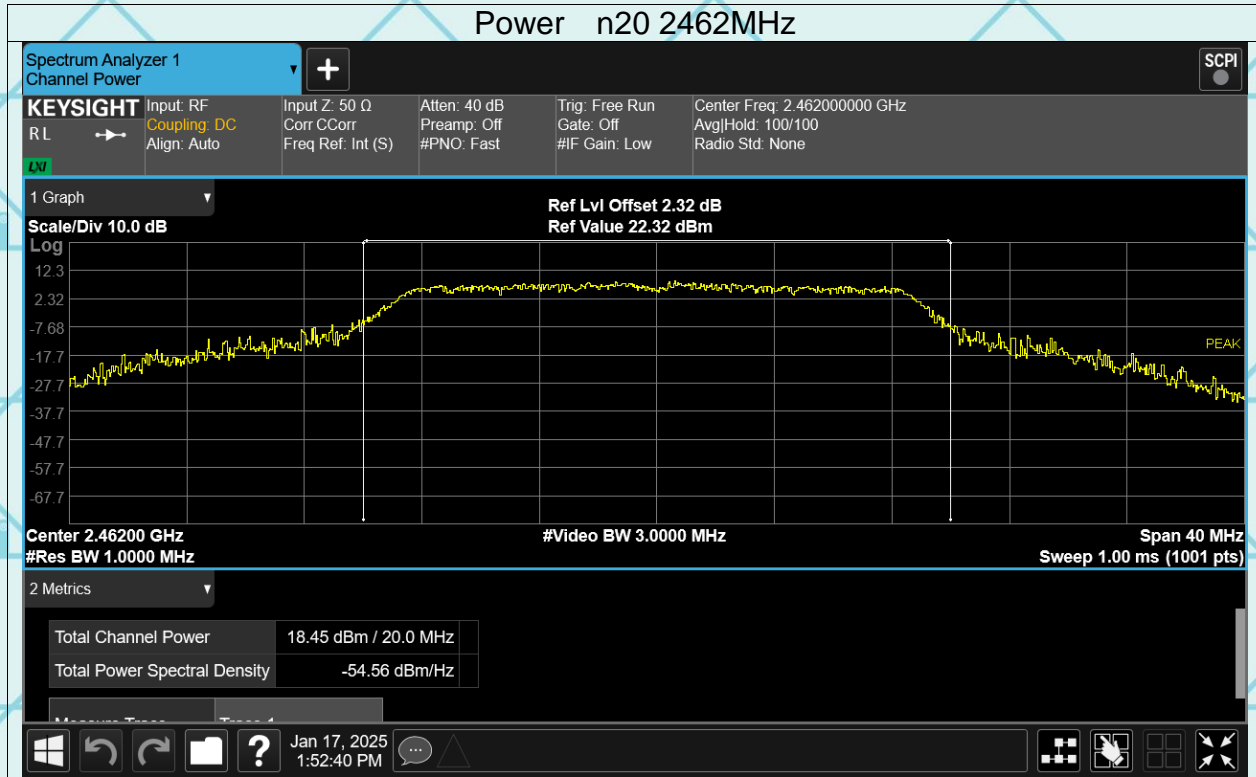 Power n20 2462MHz
Spectrum Analyzer 1
Channel Power
SCPI
KEYSIGHT
R L
LXI
Input: RF
Coupling: DC
Align: Auto
Input Z: 50 Ω
Corr CCorr
Freq Ref: Int (S)
Atten: 40 dB
Preamp: Off
#PNO: Fast
Trig: Free Run
Gate: Off
#IF Gain: Low
Center Freq: 2.462000000 GHz
Avg|Hold: 100/100
Radio Std: None
1 Graph
Scale/Div 10.0 dB
Ref Lvl Offset 2.32 dB
Ref Value 22.32 dBm
Log
12.3
2.32
-7.68
-17.7
-27.7
-37.7
-47.7
-57.7
-67.7
PEAK
Center 2.46200 GHz
#Res BW 1.0000 MHz
#Video BW 3.0000 MHz
Span 40 MHz
Sweep 1.00 ms (1001 pts)
2 Metrics
Total Channel Power 18.45 dBm / 20.0 MHz
Total Power Spectral Density -54.56 dBm/Hz
Measure Trace Trace 1
?
Jan 17, 2025
1:52:40 PM